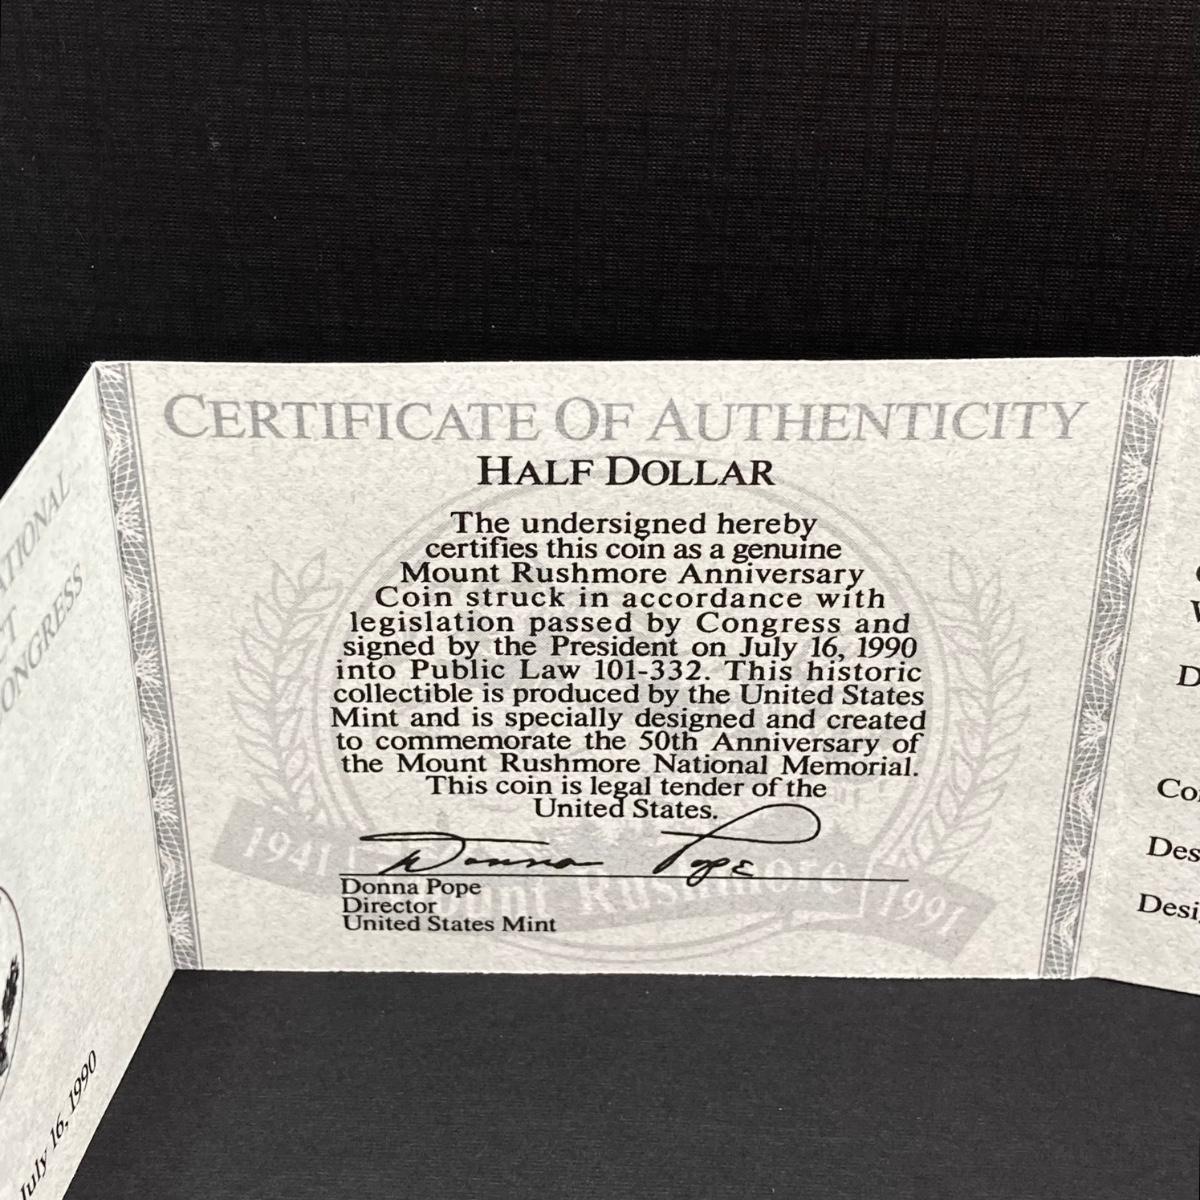 CERTIFICATE OF AUTHENTICITY
HALF DOLLAR
The undersigned hereby
certifies this coin as a genuine
Mount Rushmore Anniversary
Coin struck in accordance with
legislation passed by Congress and
signed by the President on July 16, 1990
into Public Law 101-332. This historic
collectible is produced by the United States
Mint and is specially designed and created
to commemorate the 50th Anniversary of
the Mount Rushmore National Memorial.
This coin is legal tender of the
United States.
Donna Pope
Donna Pope
Director
United States Mint
1941
Mount Rushmore
1991
July 16, 1990